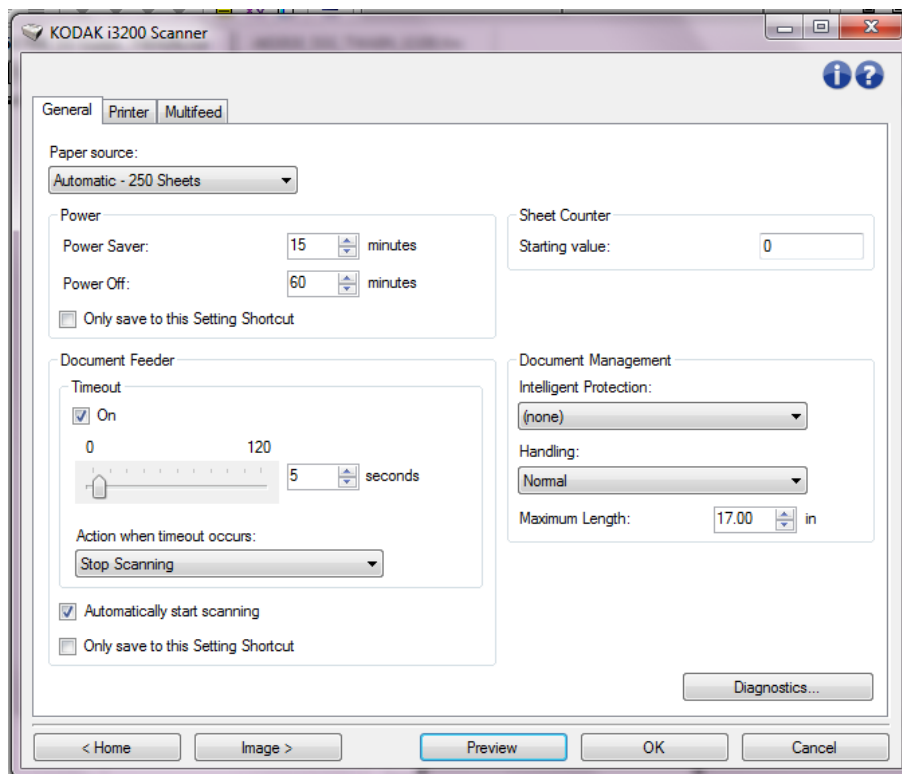 KODAK i3200 Scanner
General Printer Multifeed
Paper source:
Automatic - 250 Sheets
Power
Power Saver: 15 minutes
Power Off: 60 minutes
Only save to this Setting Shortcut
Sheet Counter
Starting value: 0
Document Feeder
Timeout
On
0 120
5 seconds
Action when timeout occurs:
Stop Scanning
Automatically start scanning
Only save to this Setting Shortcut
Document Management
Intelligent Protection:
(none)
Handling:
Normal
Maximum Length: 17.00 in
Diagnostics...
< Home Image > Preview OK Cancel